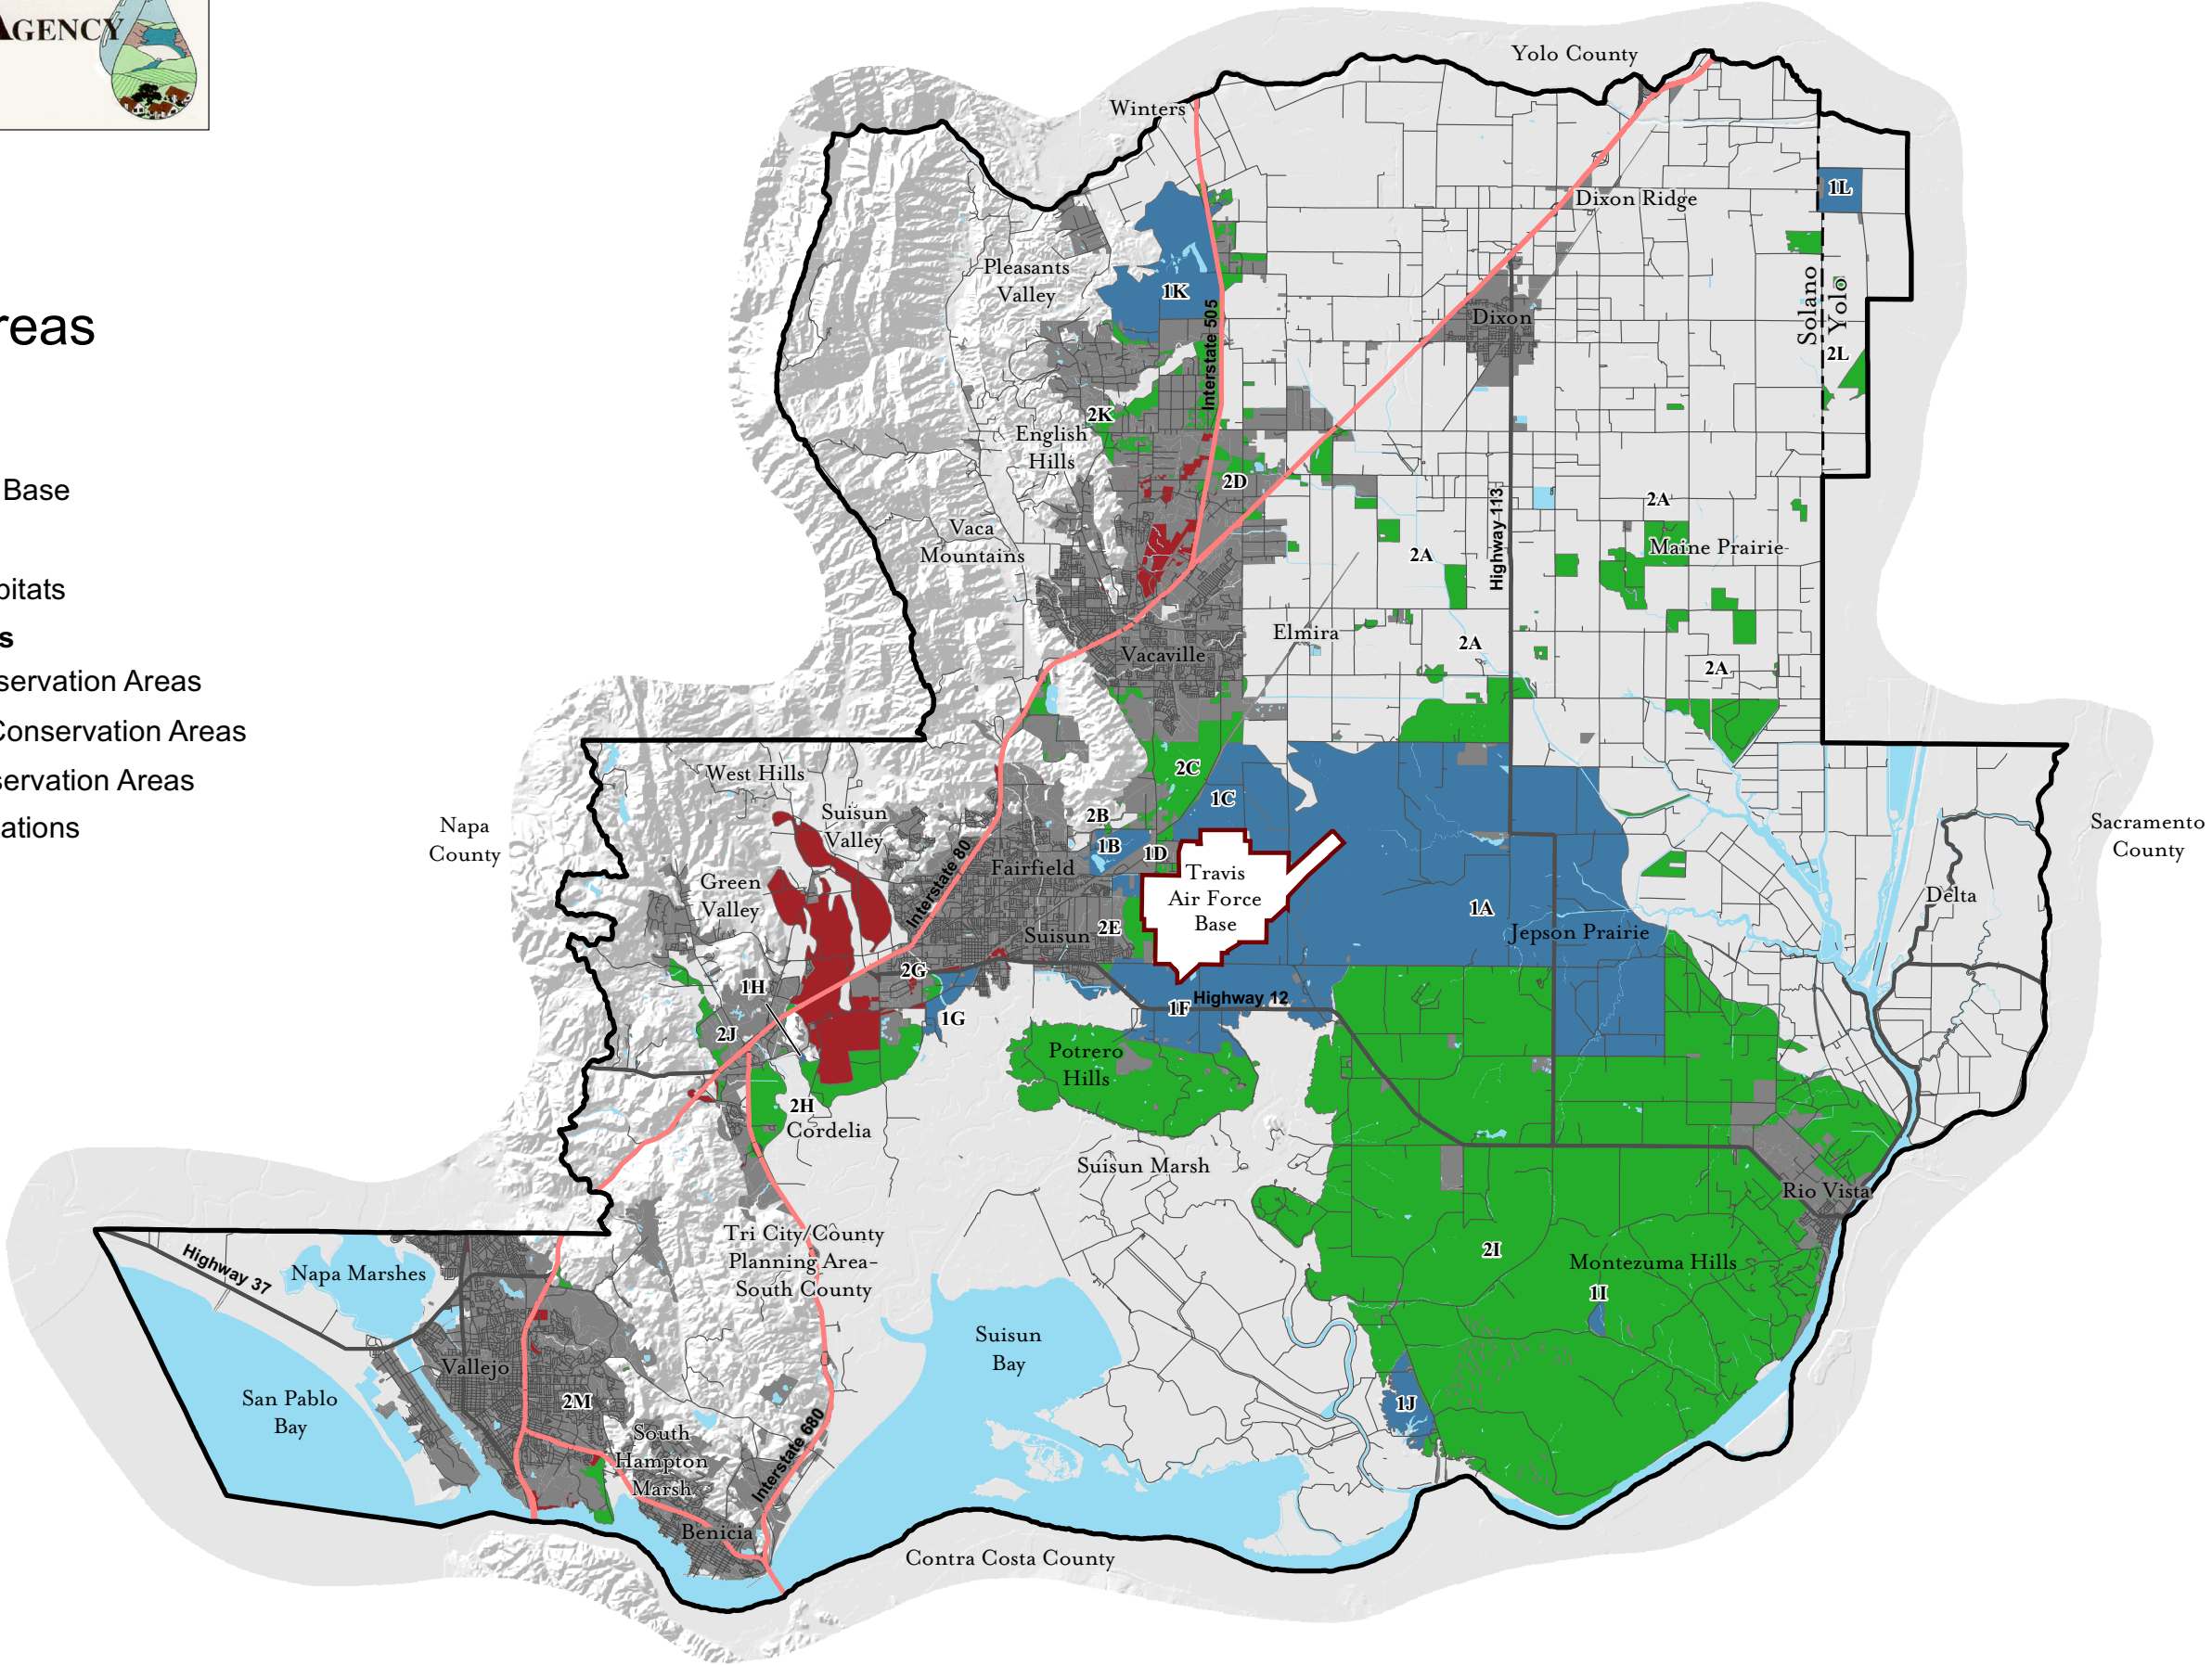 AGENCY
reas
Base
bitats
s
servation Areas
Conservation Areas
servation Areas
ations
Yolo County
Winters
1L
Dixon Ridge
Pleasants
Valley
1K
Interstate 505
Dixon
Solano
Yolo
2L
2K
English
Hills
2D
Highway 113
2A
Vaca
Mountains
2A
Maine Prairie
Elmira
2A
Vacaville
2A
West Hills
2C
1C
Suisun
Valley
2B
Napa
County
1B
1D
Sacramento
County
Fairfield
Interstate 80
Travis
Air Force
Base
Green
Valley
Delta
1A
2E
Suisun
Jepson Prairie
2G
1H
Highway 12
1F
1G
2J
Potrero
Hills
2H
Cordelia
Suisun Marsh
Rio Vista
Tri City/County
Planning Area-
South County
2I
Montezuma Hills
Highway 37
Napa Marshes
1I
Suisun
Bay
Vallejo
San Pablo
Bay
2M
1J
South
Hampton
Marsh
Interstate 680
Benicia
Contra Costa County